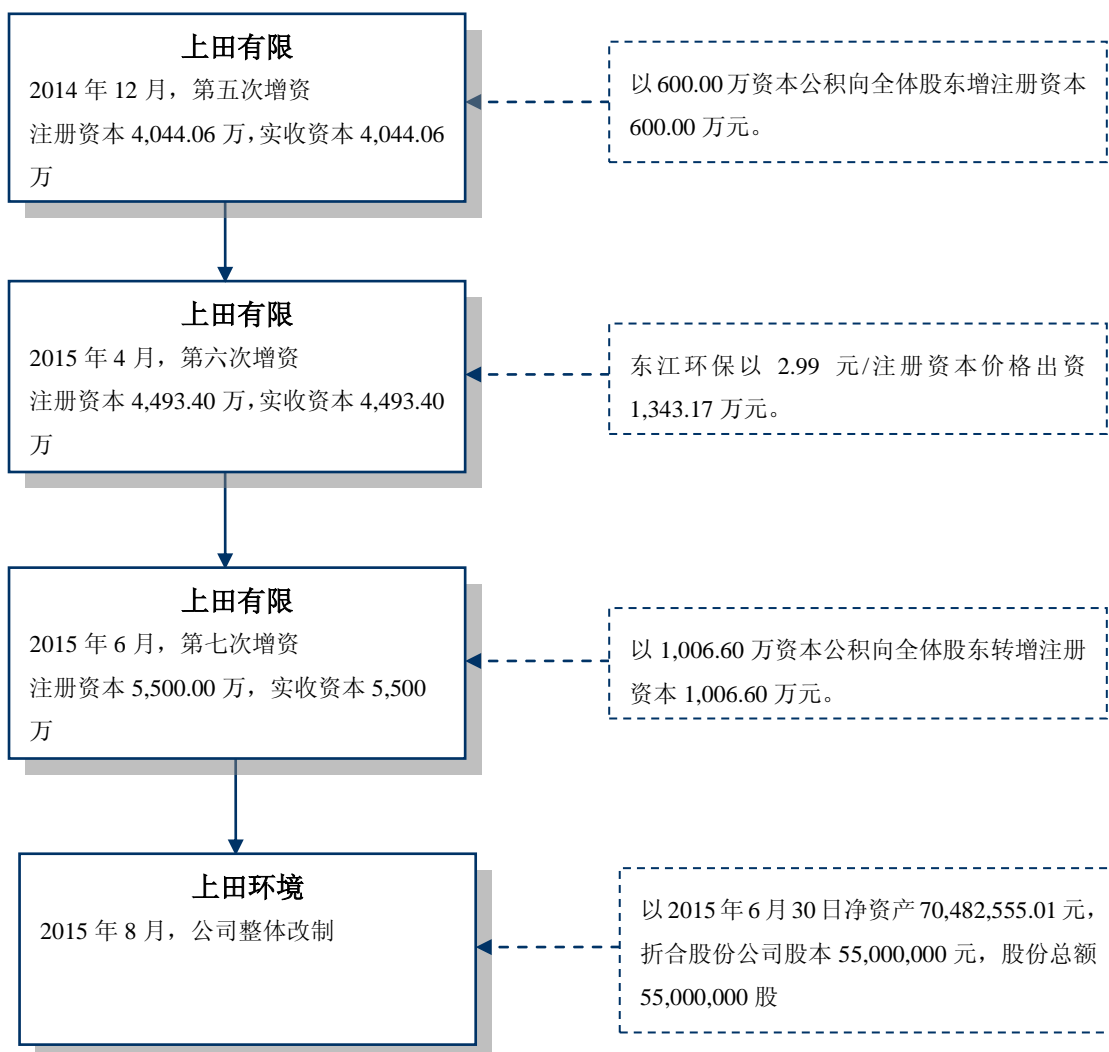 上田有限
2014 年 12 月，第五次增资
注册资本 4,044.06 万，实收资本 4,044.06
万
以 600.00 万资本公积向全体股东增注册资本
600.00 万元。
上田有限
2015 年 4 月，第六次增资
注册资本 4,493.40 万，实收资本 4,493.40
万
东江环保以 2.99 元/注册资本价格出资
1,343.17 万元。
上田有限
2015 年 6 月，第七次增资
注册资本 5,500.00 万，实收资本 5,500
万
以 1,006.60 万资本公积向全体股东转增注册
资本 1,006.60 万元。
上田环境
2015 年 8 月，公司整体改制
以 2015 年 6 月 30 日净资产 70,482,555.01 元，
折合股份公司股本 55,000,000 元，股份总额
55,000,000 股